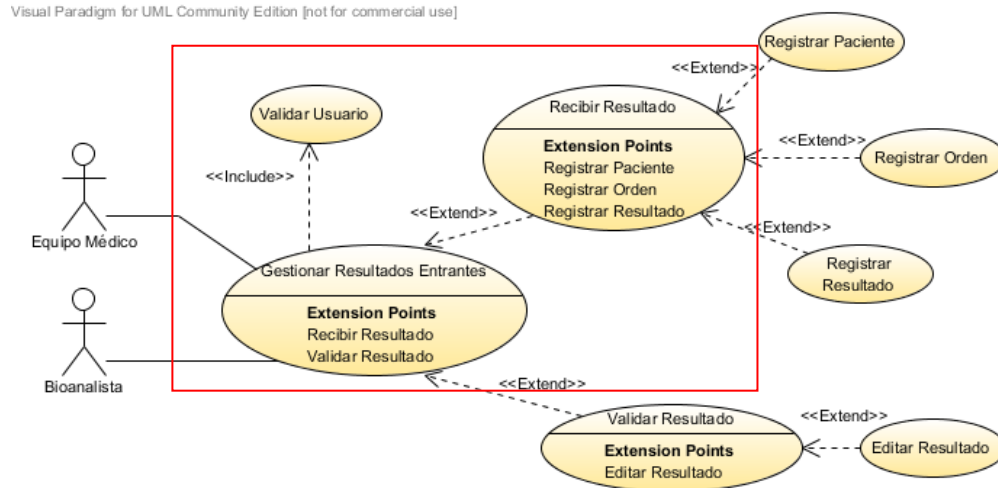 Visual Paradigm for UML Community Edition [not for commercial use]
Registrar Paciente
<<Extend>>
Validar Usuario
Recibir Resultado
Extension Points
Registrar Paciente
Registrar Orden
Registrar Resultado
<<Extend>>
Registrar Orden
<<Include>>
<<Extend>>
<<Extend>>
Equipo Médico
Registrar
Resultado
Gestionar Resultados Entrantes
Extension Points
Recibir Resultado
Validar Resultado
Bioanalista
<<Extend>>
Validar Resultado
Extension Points
Editar Resultado
<<Extend>>
Editar Resultado